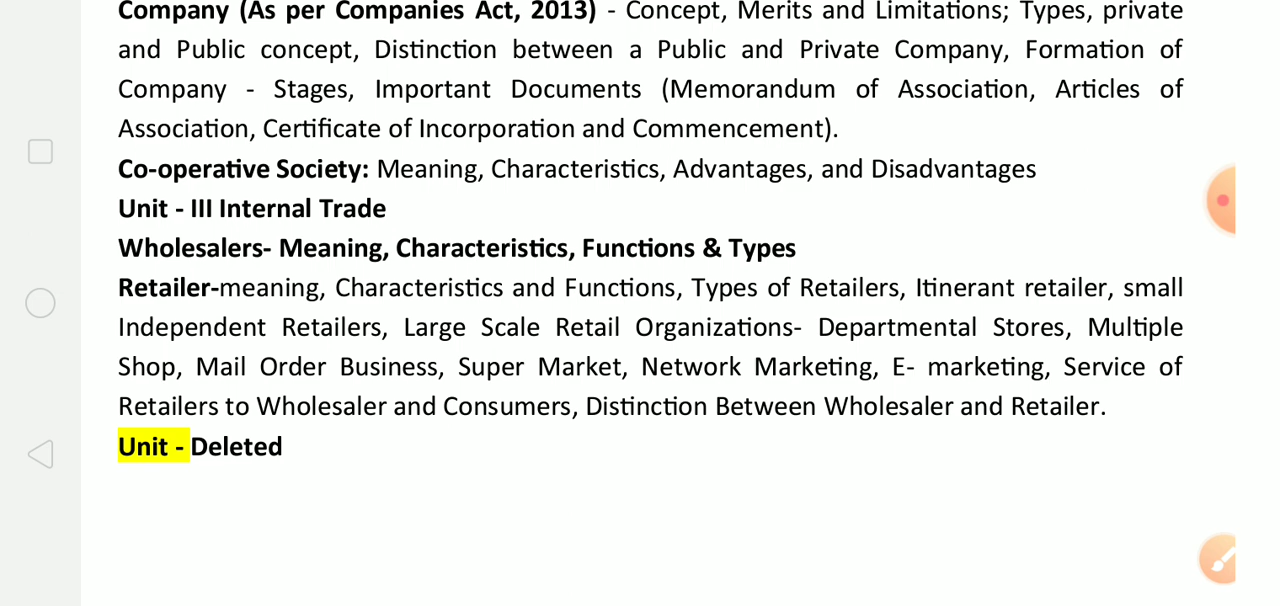 Company (As per Companies Act, 2013) - Concept, Merits and Limitations; Types, private
and Public concept, Distinction between a Public and Private Company, Formation of
Company - Stages, Important Documents (Memorandum of Association, Articles of
Association, Certificate of Incorporation and Commencement).
Co-operative Society: Meaning, Characteristics, Advantages, and Disadvantages
Unit - III Internal Trade
Wholesalers- Meaning, Characteristics, Functions & Types
Retailer-meaning, Characteristics and Functions, Types of Retailers, Itinerant retailer, small
Independent Retailers, Large Scale Retail Organizations- Departmental Stores, Multiple
Shop, Mail Order Business, Super Market, Network Marketing, E- marketing, Service of
Retailers to Wholesaler and Consumers, Distinction Between Wholesaler and Retailer.
Unit - Deleted